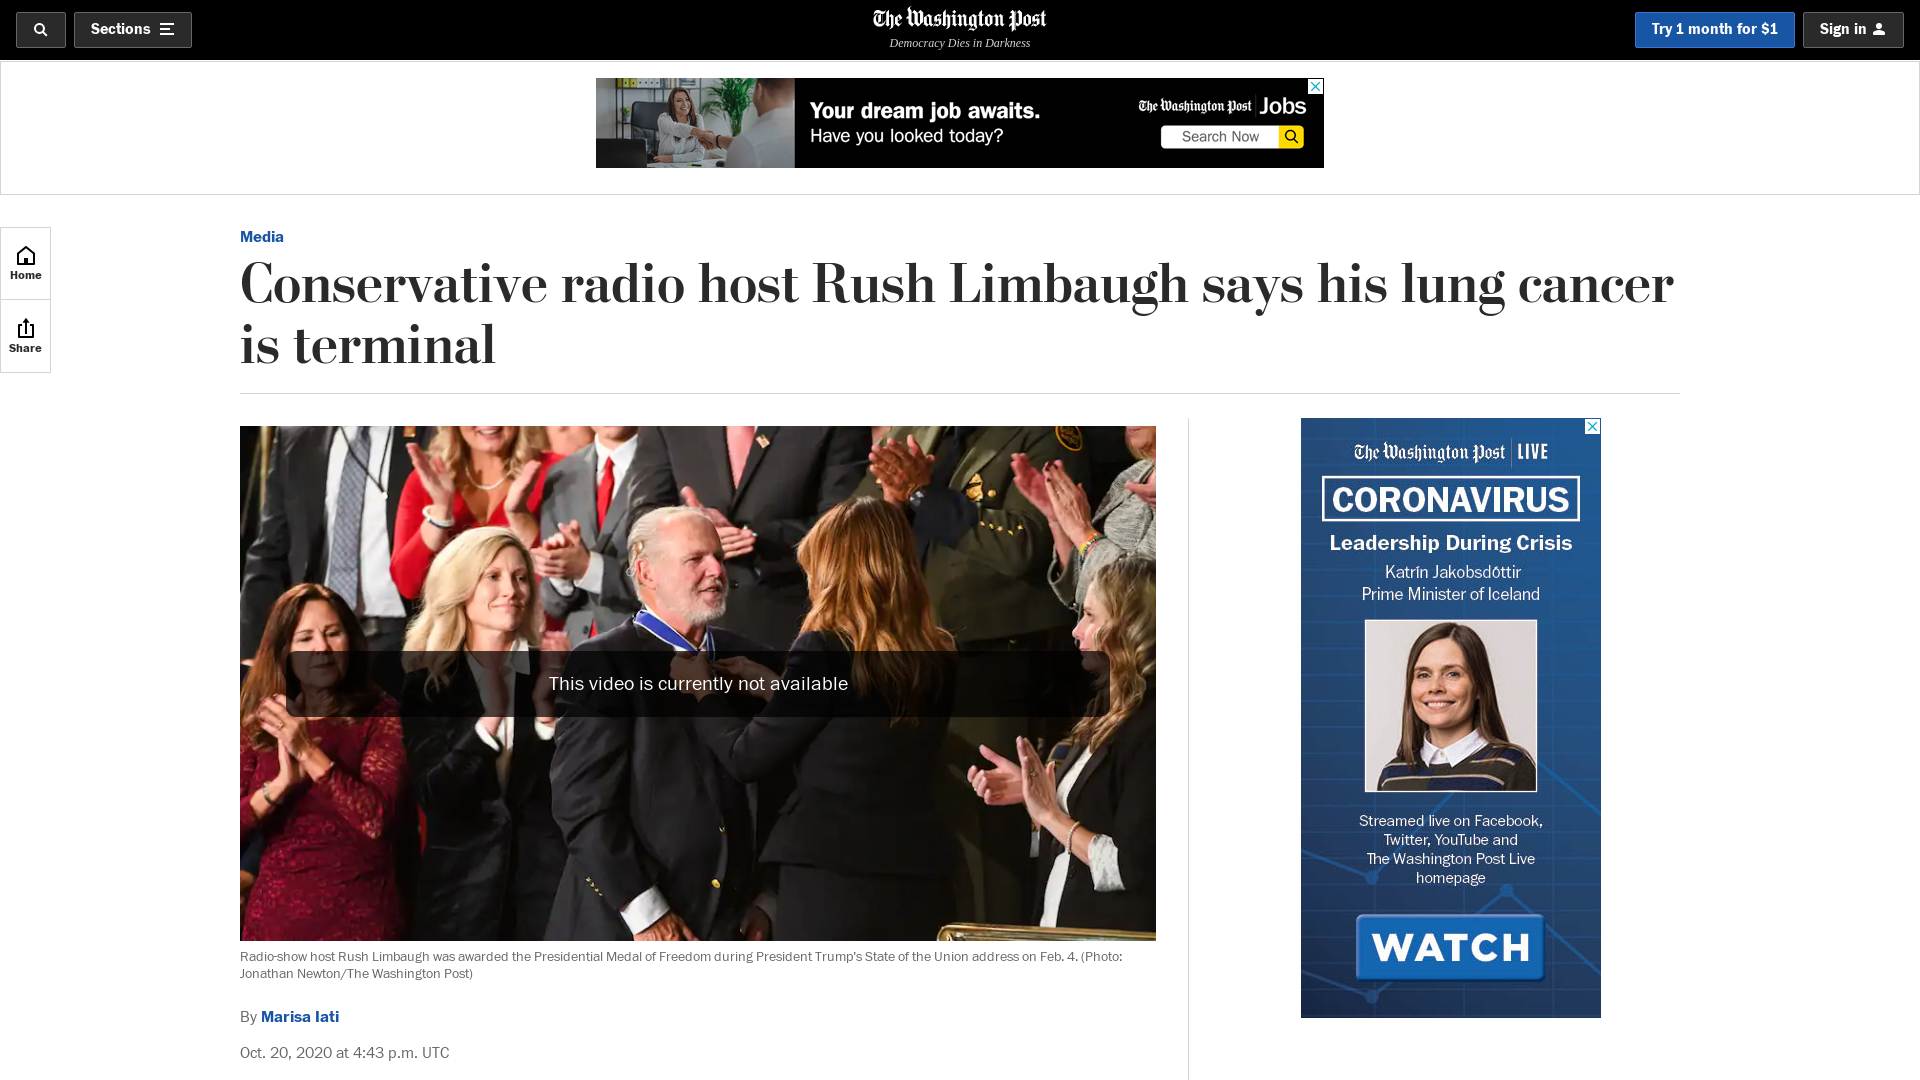 Sections
The Washington Post
Democracy Dies in Darkness
Try 1 month for $1
Sign in
Your dream job awaits.
Have you looked today?
The Washington Post Jobs
Search Now
Home
Share
Media
Conservative radio host Rush Limbaugh says his lung cancer
is terminal
This video is currently not available
Radio-show host Rush Limbaugh was awarded the Presidential Medal of Freedom during President Trump's State of the Union address on Feb. 4. (Photo:
Jonathan Newton/The Washington Post)
By Marisa Iati
Oct. 20, 2020 at 4:43 p.m. UTC
The Washington Post LIVE
CORONAVIRUS
Leadership During Crisis
Katrín Jakobsdóttir
Prime Minister of Iceland
Streamed live on Facebook,
Twitter, YouTube and
The Washington Post Live
homepage
WATCH